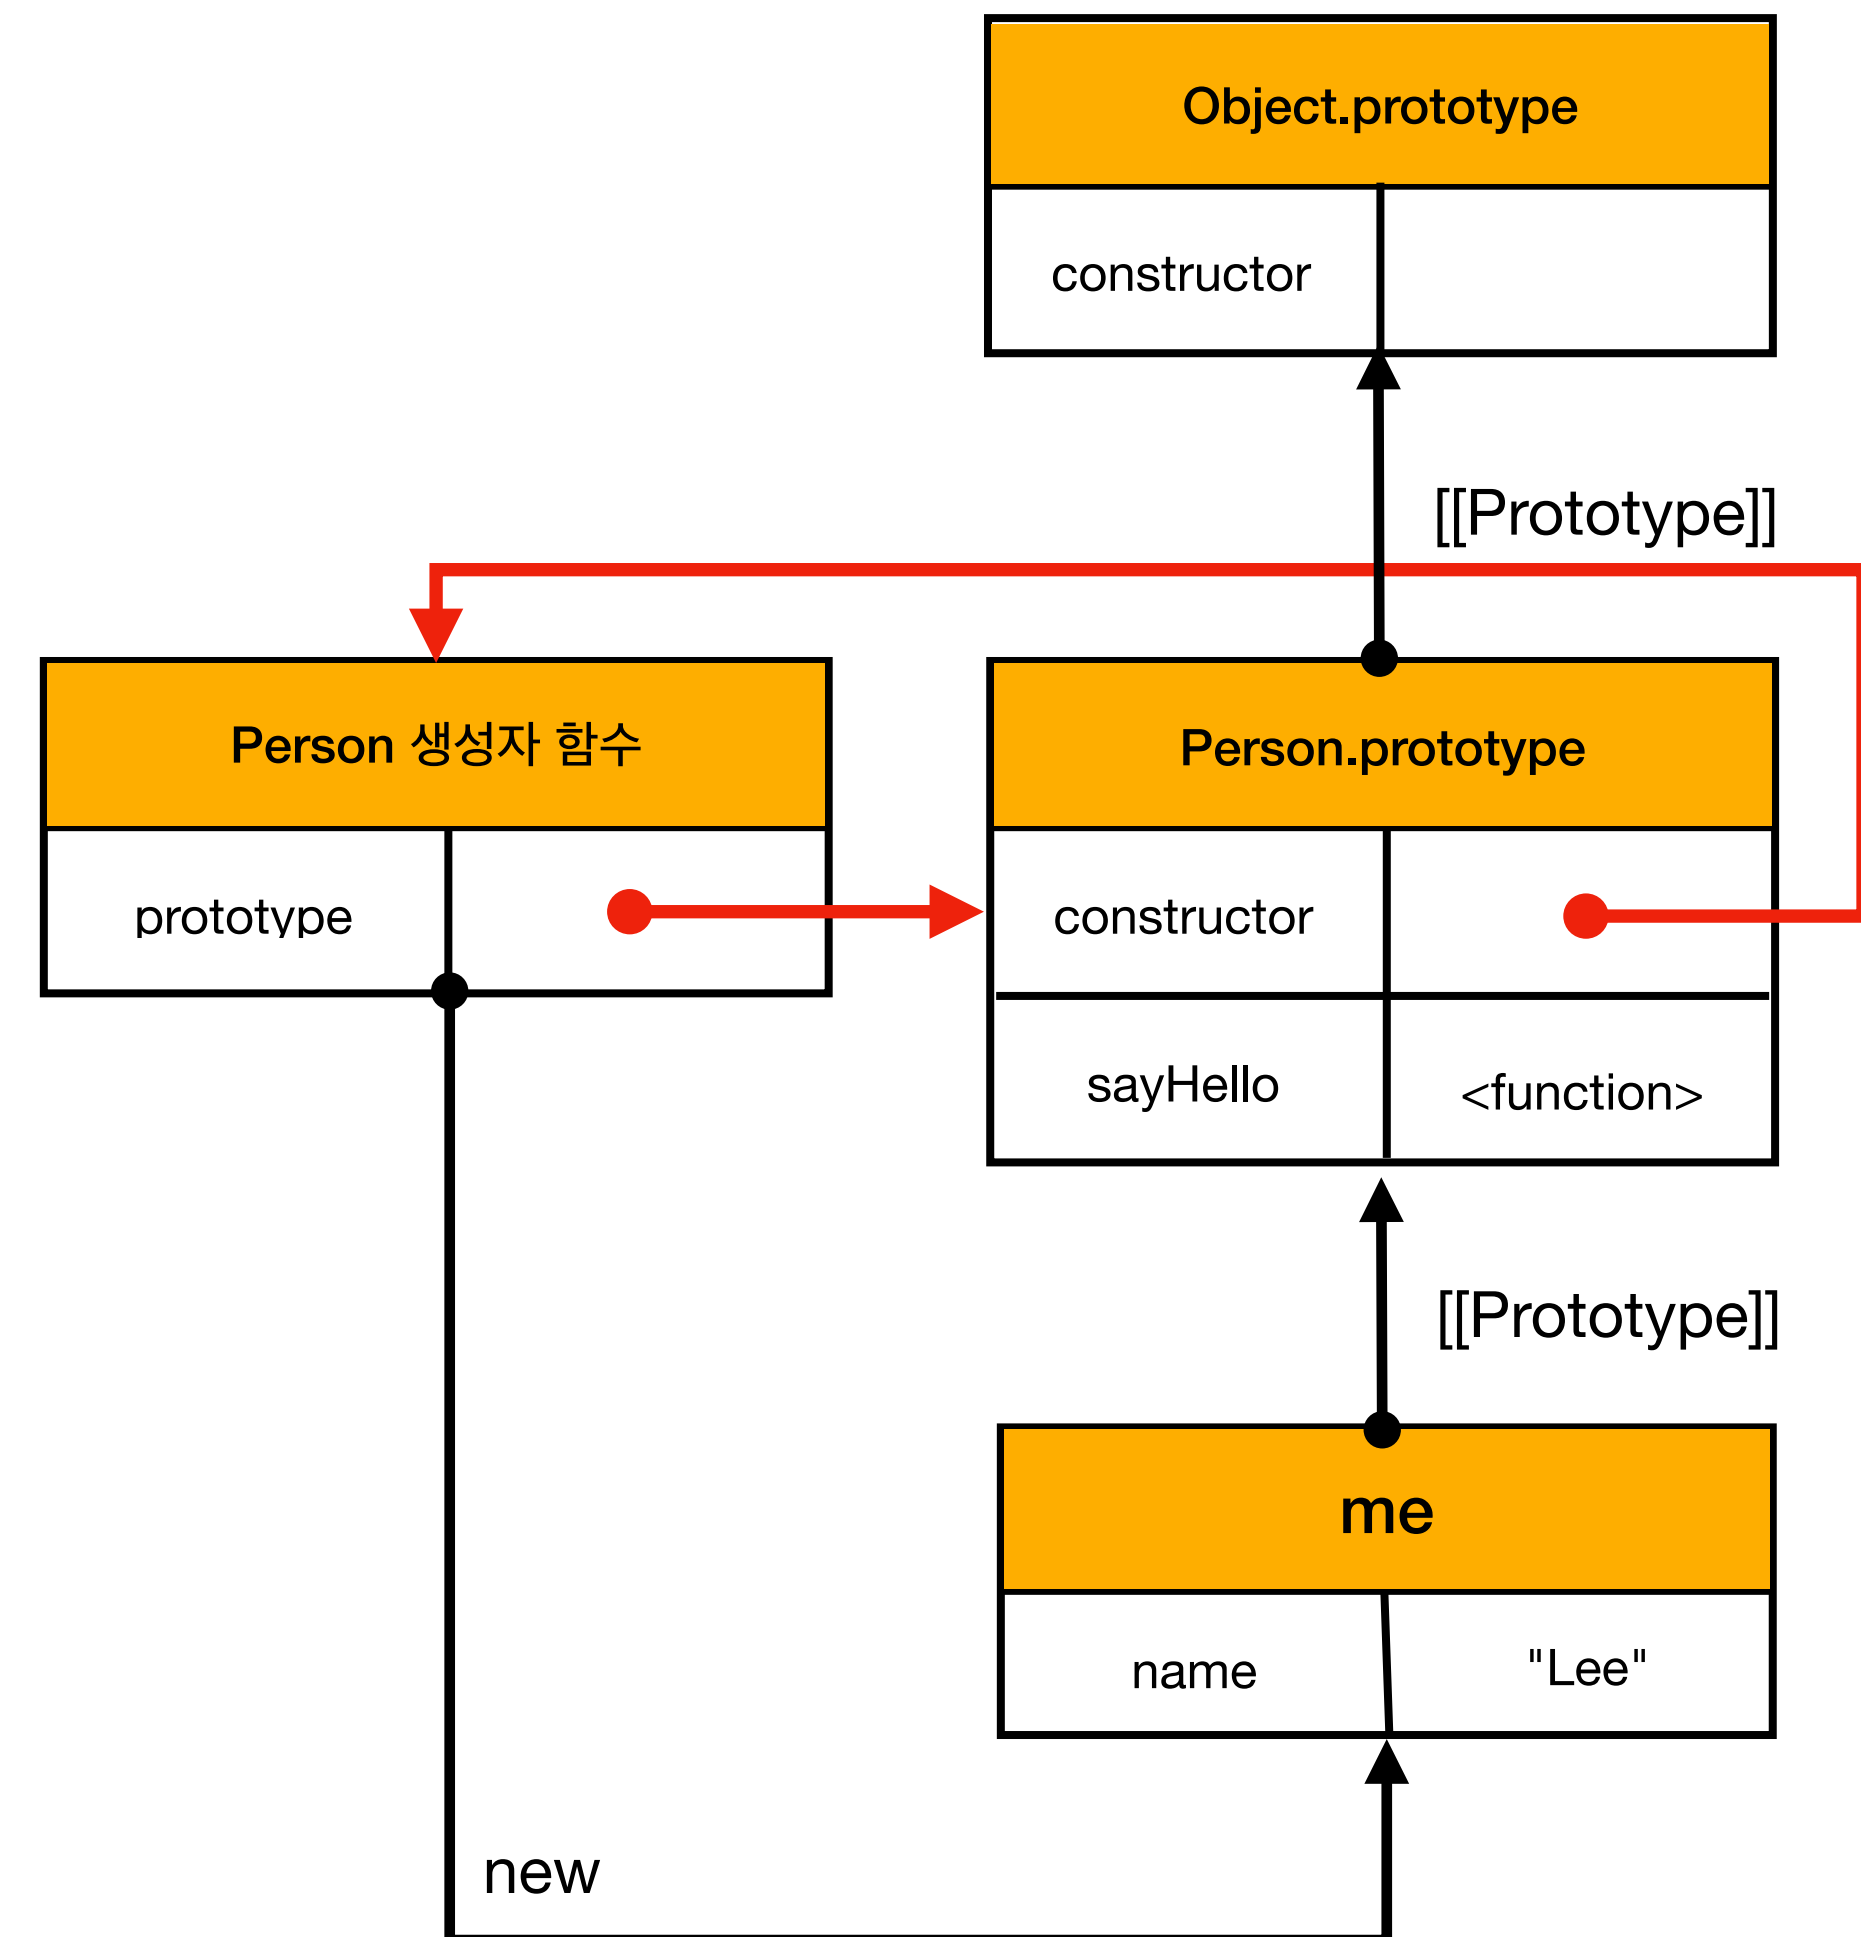 Object.prototype
constructor
[[Prototype]]
Person 생성자 함수
prototype
Person.prototype
constructor
sayHello
<function>
[[Prototype]]
me
name
"Lee"
new